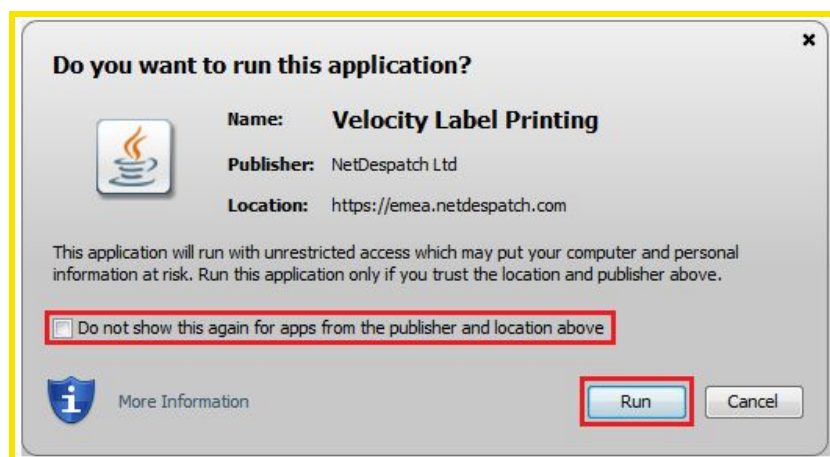 Do you want to run this application?
Name: Velocity Label Printing
Publisher: NetDespatch Ltd
Location: https://emea.netdespatch.com
This application will run with unrestricted access which may put your computer and personal
information at risk. Run this application only if you trust the location and publisher above.
Do not show this again for apps from the publisher and location above
More Information
Run Cancel